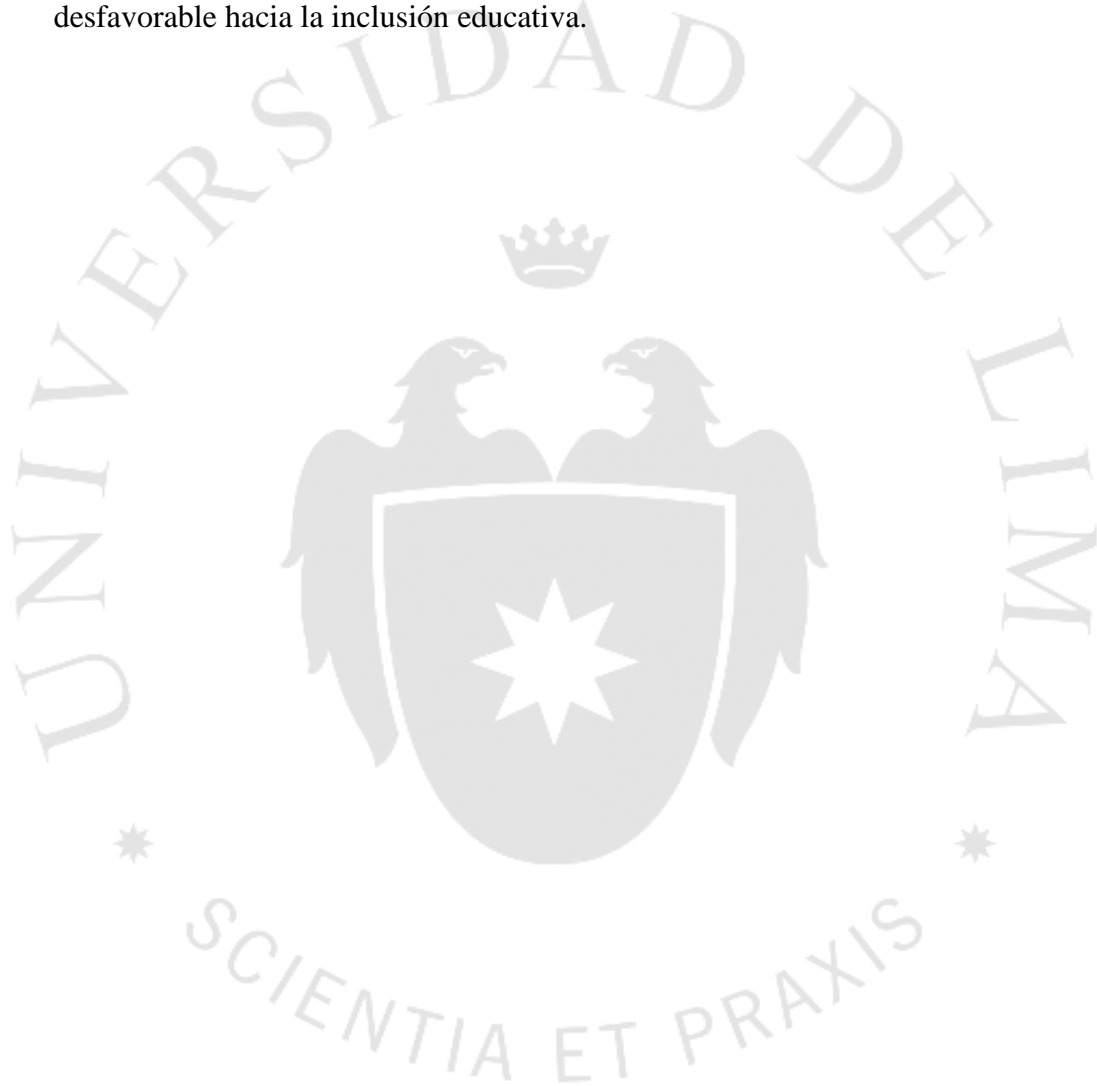 desfavorable hacia la inclusión educativa.
UNIVERSIDAD DE LIMA
SCIENTIA ET PRAXIS